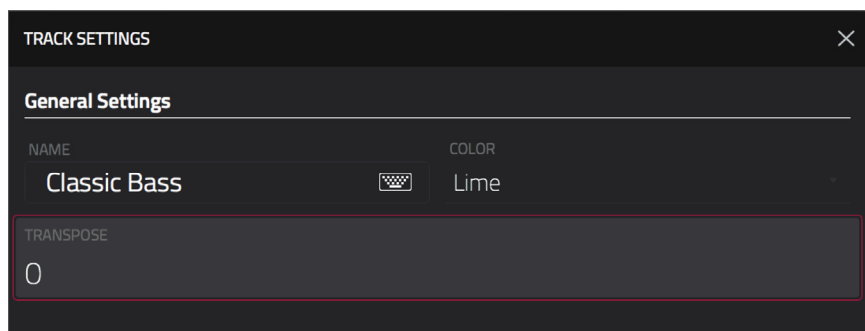 TRACK SETTINGS
General Settings
NAME COLOR
Classic Bass Lime
TRANSPOSE
0